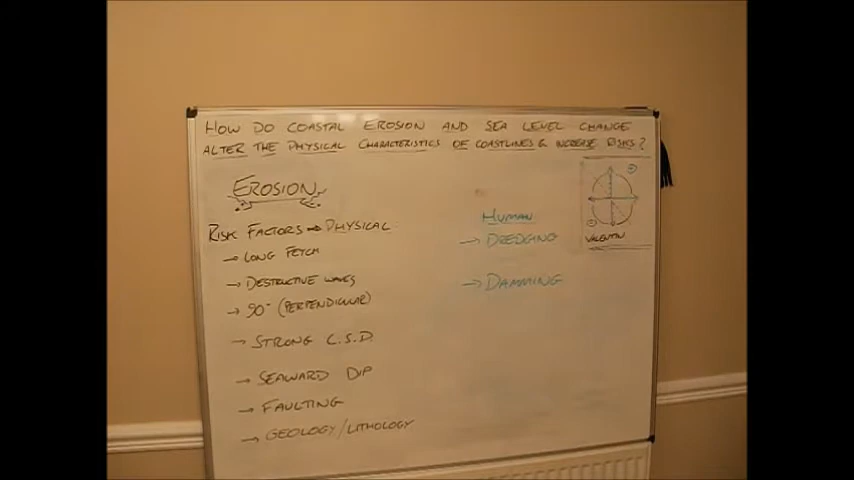 HOW DO COASTAL EROSION AND SEA LEVEL CHANGE
ALTER THE PHYSICAL CHARACTERISTICS OF COASTLINES & INCREASE RISKS?
EROSION
RISK FACTORS → PHYSICAL
→ LONG FETCH
→ DESTRUCTIVE WAVES
→ 90° (PERPENDICULAR)
→ STRONG L.S.D
→ SEAWARD DIP
→ FAULTING
→ GEOLOGY/LITHOLOGY
HUMAN
→ DREDGING
→ DAMMING
+
VALENTIN